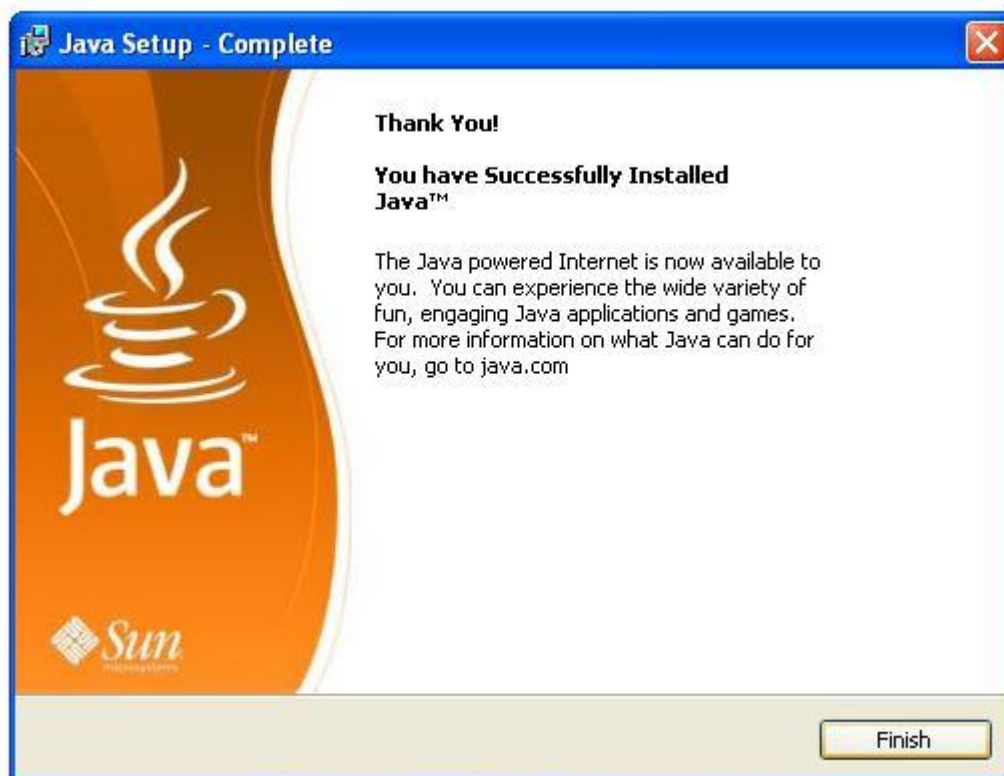 Java Setup - Complete
Thank You!
You have Successfully Installed
Java™
The Java powered Internet is now available to
you. You can experience the wide variety of
fun, engaging Java applications and games.
For more information on what Java can do for
you, go to java.com
Java™
Sun
microsystems
Finish